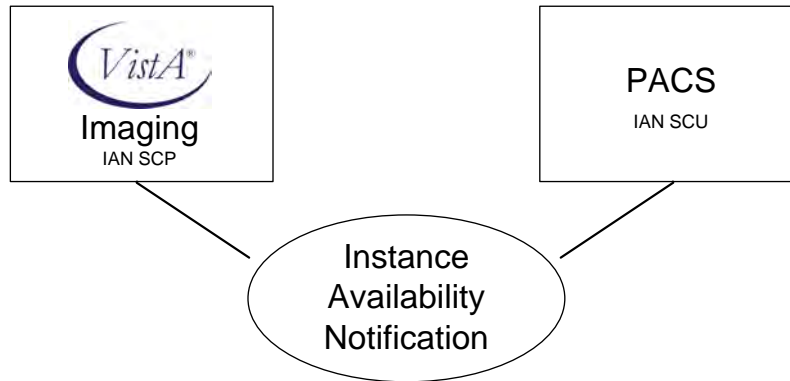 VistA®
Imaging
IAN SCP
PACS
IAN SCU
Instance
Availability
Notification